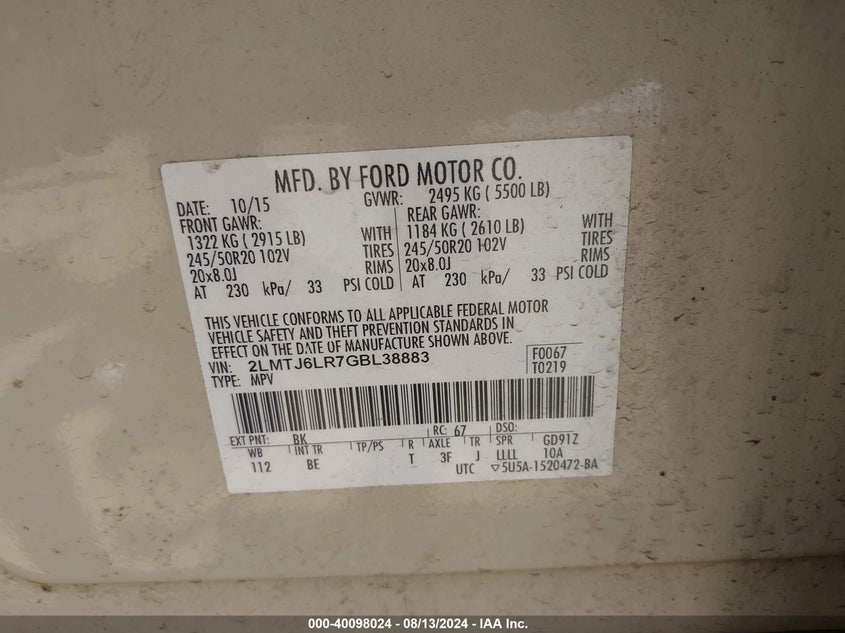 MFD. BY FORD MOTOR CO.
DATE: 10/15 GVWR: 2495 KG ( 5500 LB)
FRONT GAWR: REAR GAWR:
1322 KG ( 2915 LB) WITH 1184 KG ( 2610 LB) WITH
245/50R20 102V TIRES 245/50R20 102V TIRES
20x8.0J RIMS 20x8.0J RIMS
AT 230 kPa/ 33 PSI COLD AT 230 kPa/ 33 PSI COLD
THIS VEHICLE CONFORMS TO ALL APPLICABLE FEDERAL MOTOR
VEHICLE SAFETY AND THEFT PREVENTION STANDARDS IN
EFFECT ON THE DATE OF MANUFACTURE SHOWN ABOVE.
VIN: 2LMTJ6LR7GBL38883 F0067
TYPE: MPV T0219
EXT PNT: BK RC: 67 DSO:
WB INT TR TP/PS R AXLE TR SPR GD91Z
112 BE T 3F J LLLL 10A
UTC ▽5U5A-1520472-BA
000-40098024 - 08/13/2024 - IAA Inc.